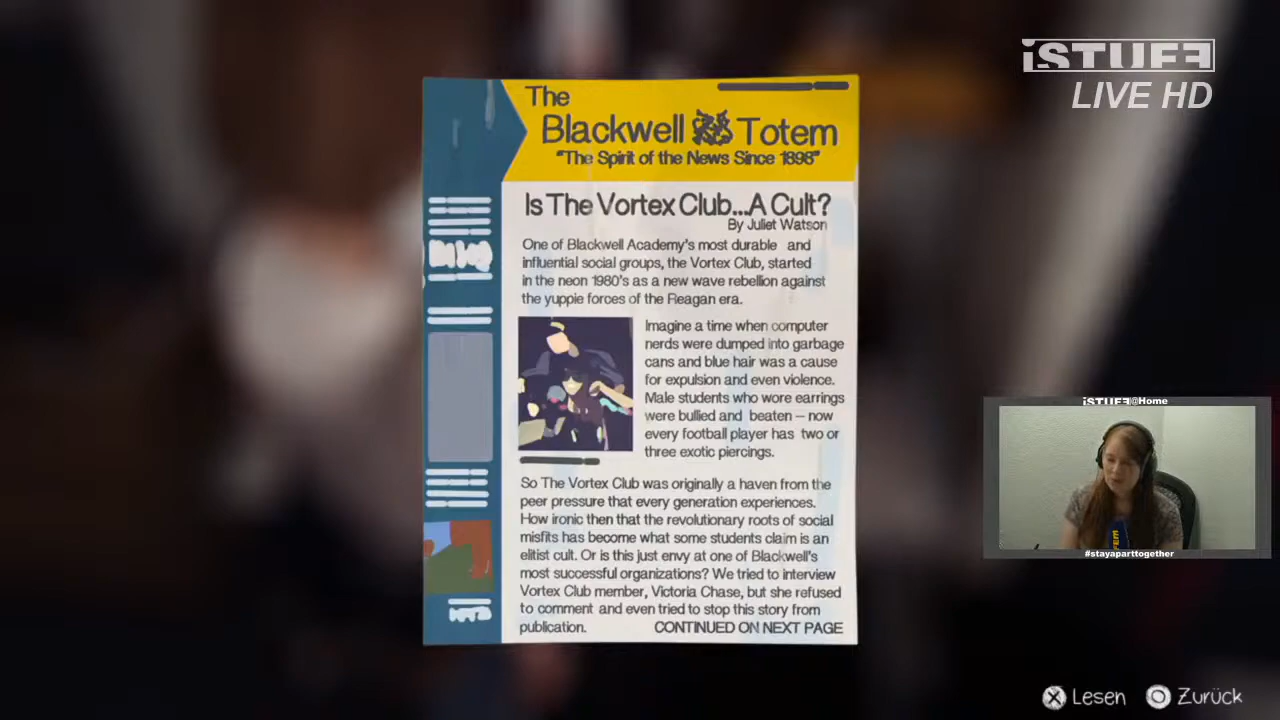 iSTUFF
LIVE HD
The
Blackwell Totem
"The Spirit of the News Since 1898"
Is The Vortex Club...A Cult?
By Juliet Watson
One of Blackwell Academy's most durable and
influential social groups, the Vortex Club, started
in the neon 1980's as a new wave rebellion against
the yuppie forces of the Reagan era.
Imagine a time when computer
nerds were dumped into garbage
cans and blue hair was a cause
for expulsion and even violence.
Male students who wore earrings
were bullied and beaten – now
every football player has two or
three exotic piercings.
So The Vortex Club was originally a haven from the
peer pressure that every generation experiences.
How ironic then that the revolutionary roots of social
misfits has become what some students claim is an
elitist cult. Or is this just envy at one of Blackwell's
most successful organizations? We tried to interview
Vortex Club member, Victoria Chase, but she refused
to comment and even tried to stop this story from
publication.
CONTINUED ON NEXT PAGE
iSTUFF@Home
#stayaparttogether
Lesen
Zurück